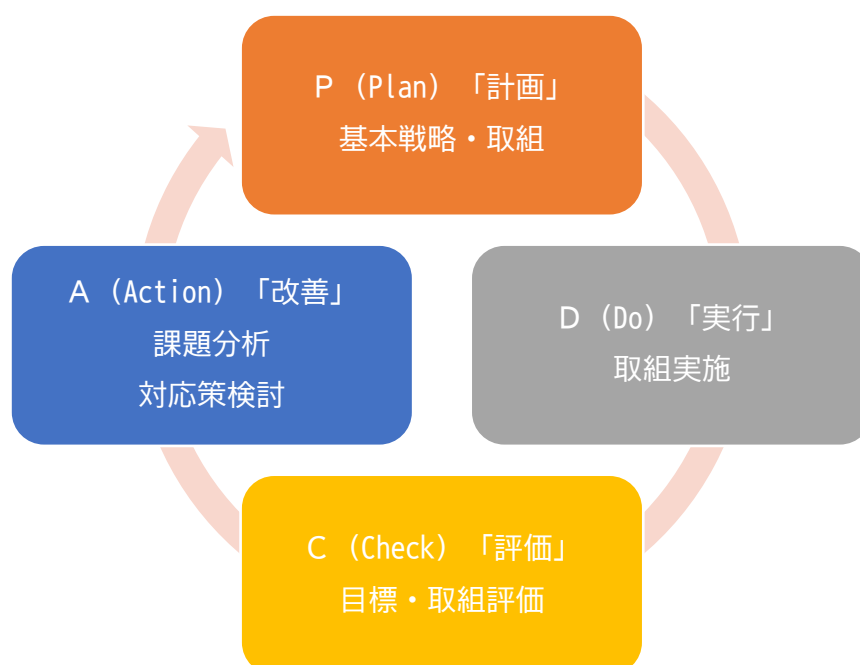 P (Plan) 「計画」
基本戦略・取組
D (Do) 「実行」
取組実施
C (Check) 「評価」
目標・取組評価
A (Action) 「改善」
課題分析
対応策検討